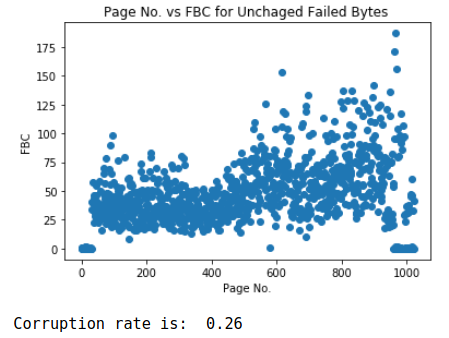 Page No. vs FBC for Unchaged Failed Bytes
175
150
125
100
75
50
25
0
FBC
0 200 400 600 800 1000
Page No.
Corruption rate is: 0.26